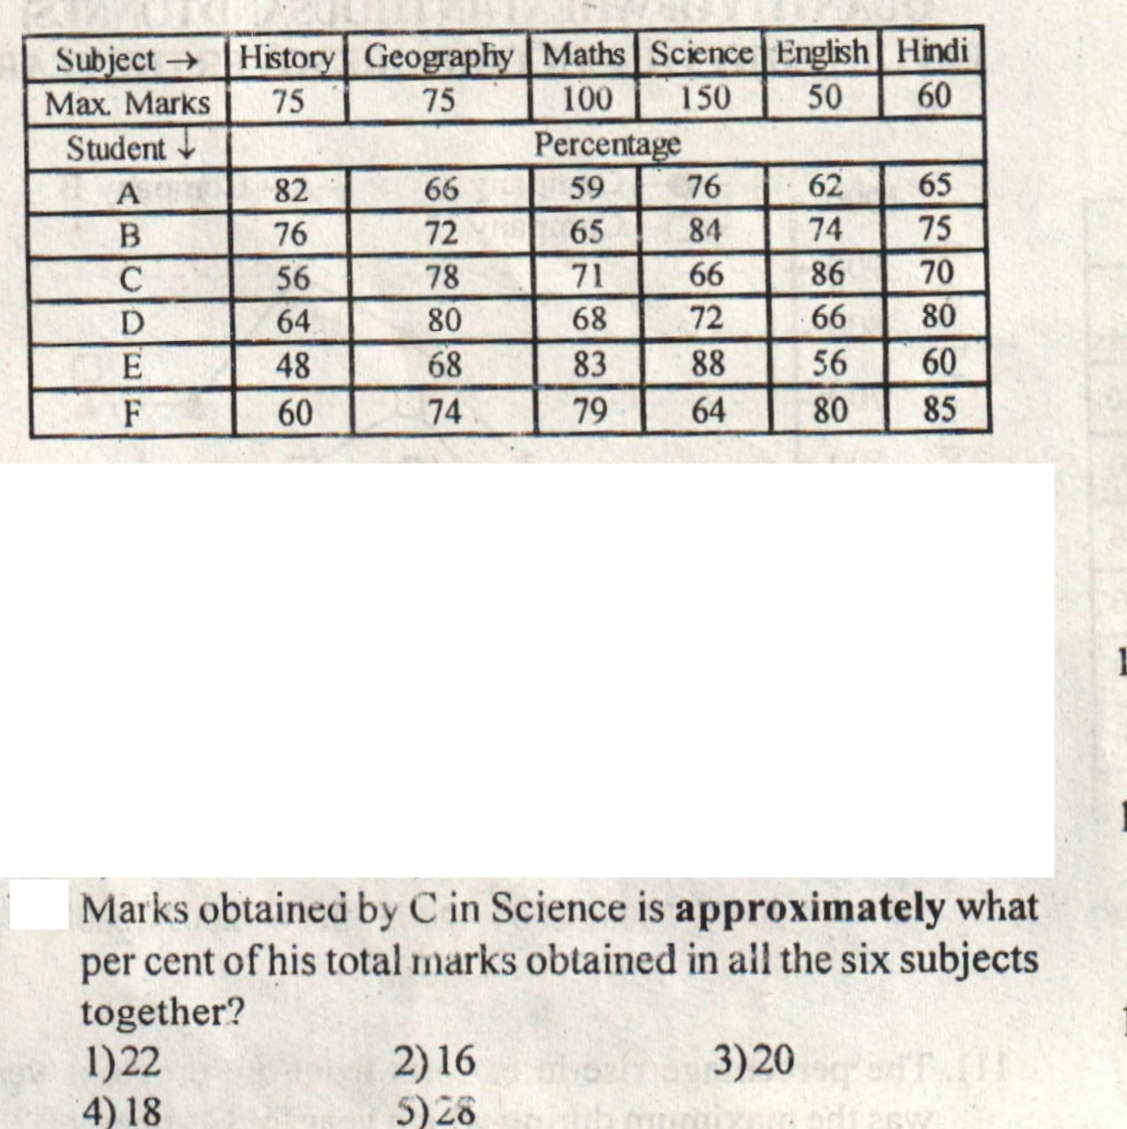 Subject → History Geography Maths Science English Hindi
Max. Marks 75 75 100 150 50 60
Student ↓ Percentage
A 82 66 59 76 62 65
B 76 72 65 84 74 75
C 56 78 71 66 86 70
D 64 80 68 72 66 80
E 48 68 83 88 56 60
F 60 74 79 64 80 85
Marks obtained by C in Science is approximately what
per cent of his total marks obtained in all the six subjects
together?
1) 22 2) 16 3) 20
4) 18 5) 28